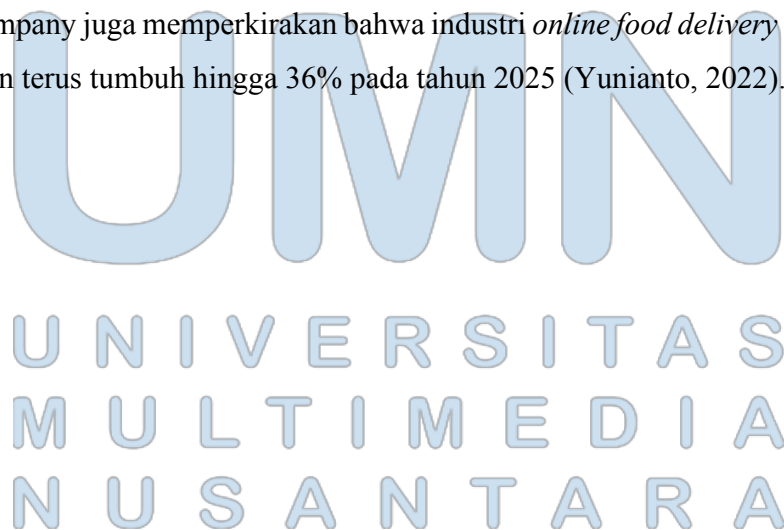 mpany juga memperkirakan bahwa industri online food delivery
n terus tumbuh hingga 36% pada tahun 2025 (Yunianto, 2022).
UMN
UNIVERSITAS
MULTIMEDIA
NUSANTARA